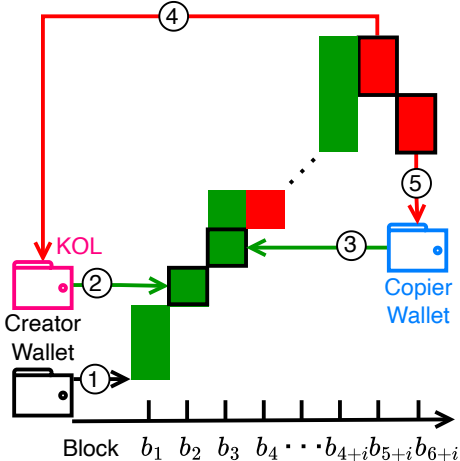 4
5
KOL
3
2
Copier
Wallet
Creator
Wallet
1
Block b₁ b₂ b₃ b₄ ··· b₄₊ᵢ b₅₊ᵢ b₆₊ᵢ